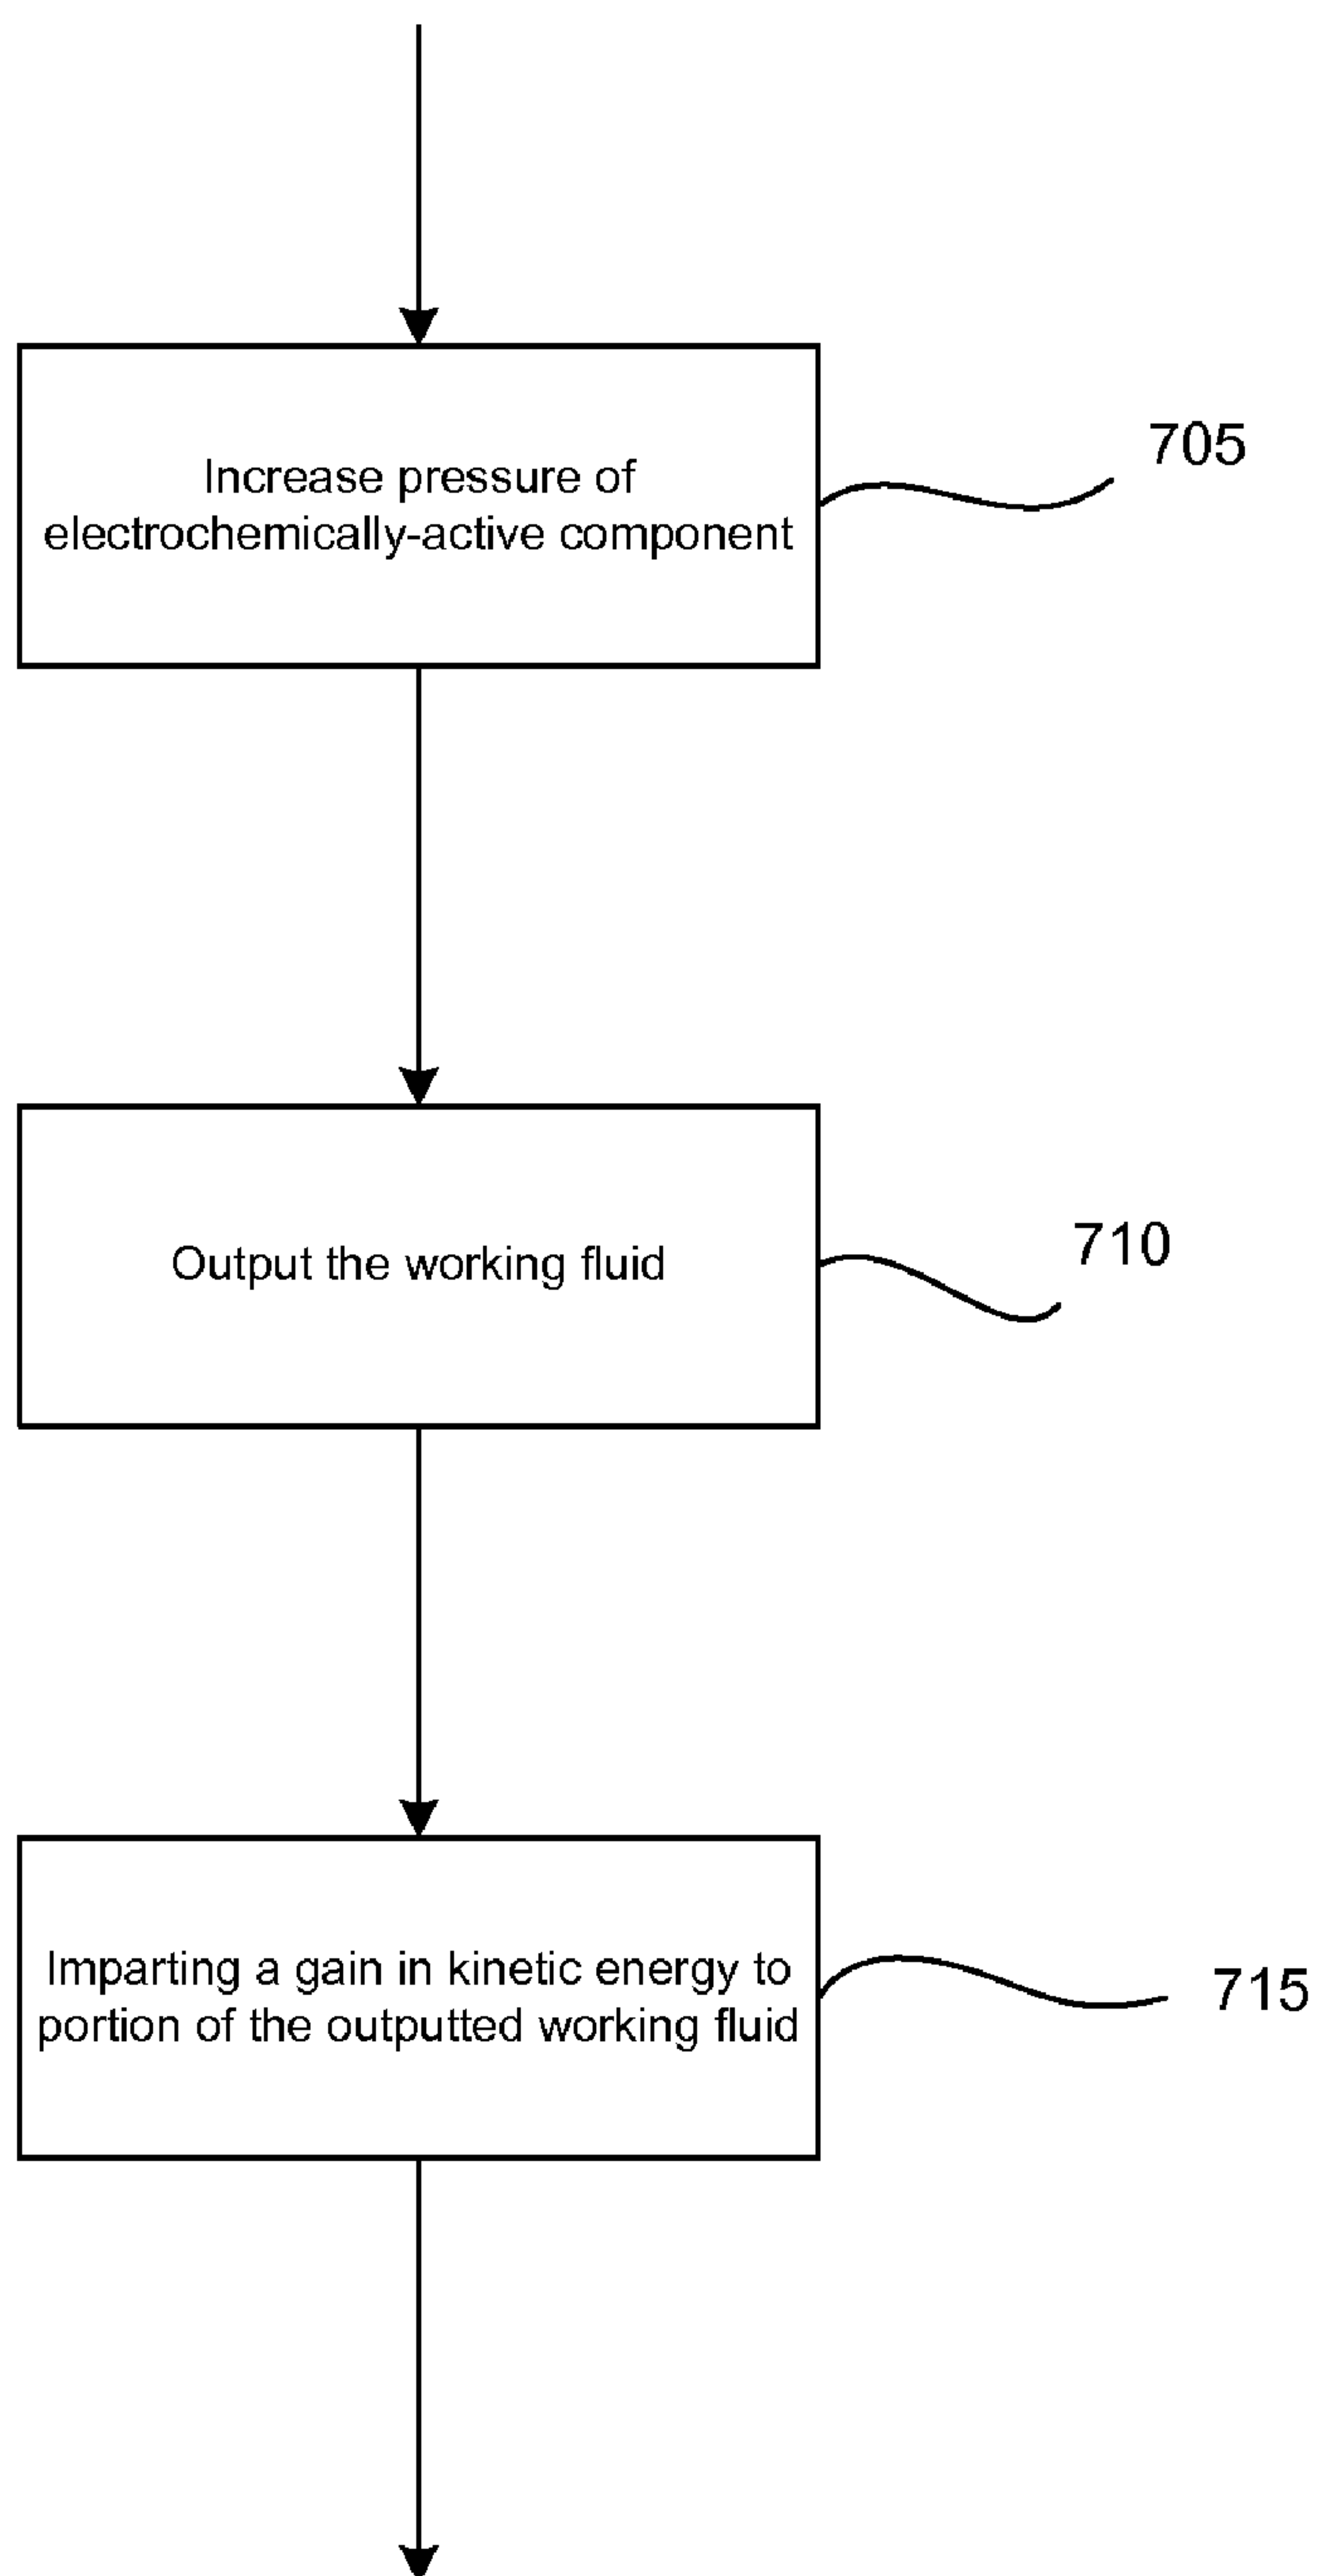 Increase pressure of
electrochemically-active component
705
Output the working fluid
710
Imparting a gain in kinetic energy to
portion of the outputted working fluid
715